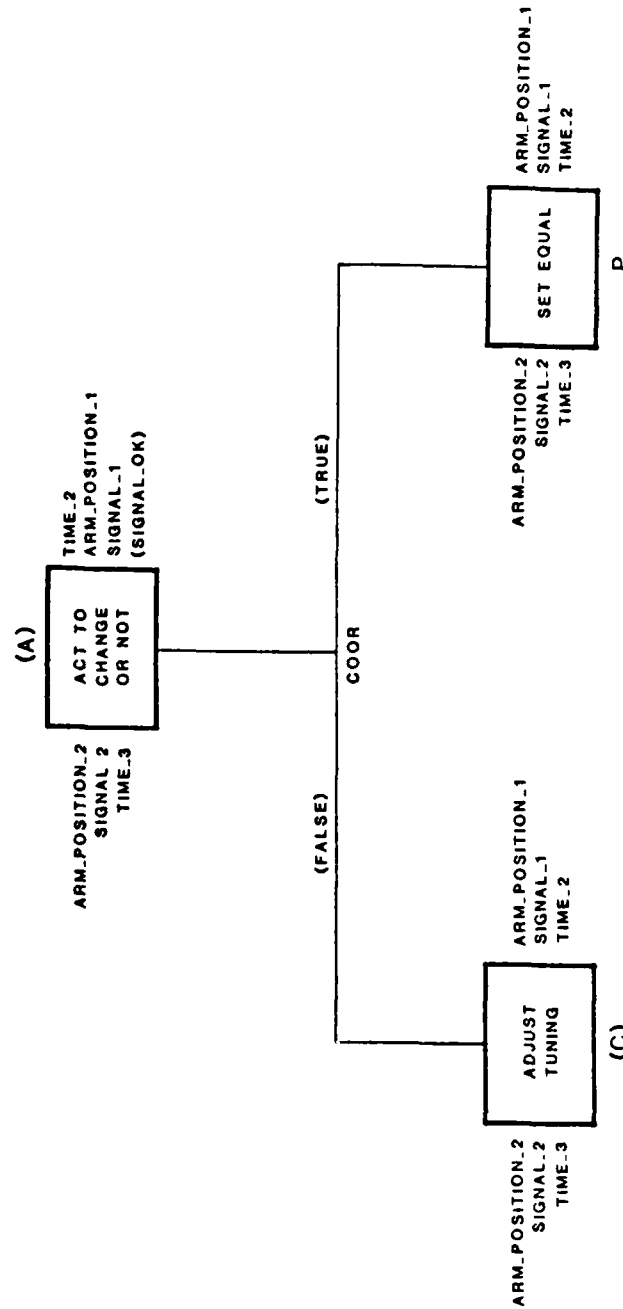 (A)
ARM_POSITION_2
SIGNAL 2
TIME_3
ACT TO
CHANGE
OR NOT
TIME_2
ARM_POSITION_1
SIGNAL_1
(SIGNAL_OK)
(FALSE)
(TRUE)
COOR
ARM_POSITION_2
SIGNAL_2
TIME_3
ADJUST
TUNING
ARM_POSITION_1
SIGNAL_1
TIME_2
(C)
ARM_POSITION_2
SIGNAL_2
TIME_3
SET EQUAL
ARM_POSITION_1
SIGNAL_1
TIME_2